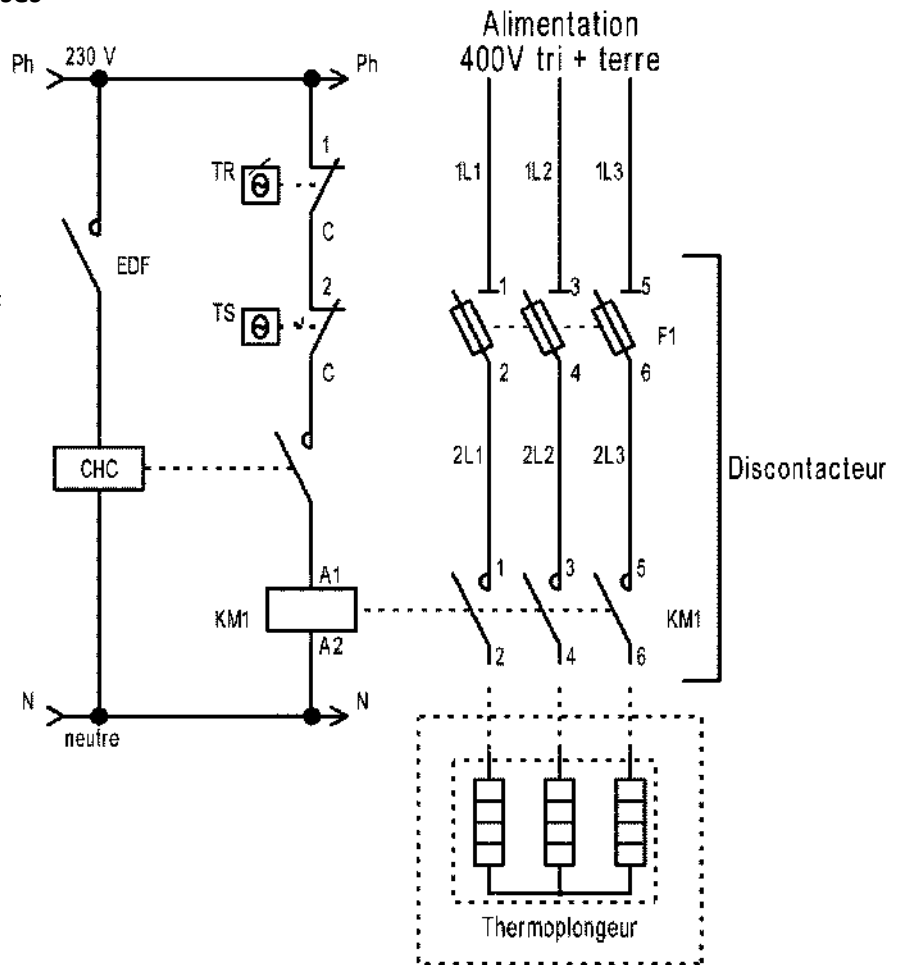 Alimentation
400V tri + terre
Ph
230 V
Ph
1
TR
1L1
1L2
1L3
C
EDF
2
1
3
5
TS
F1
2
4
6
C
2L1
2L2
2L3
CHC
Discontacteur
A1
1
3
5
KM1
KM1
A2
2
4
6
N
N
neutre
Thermoplongeur